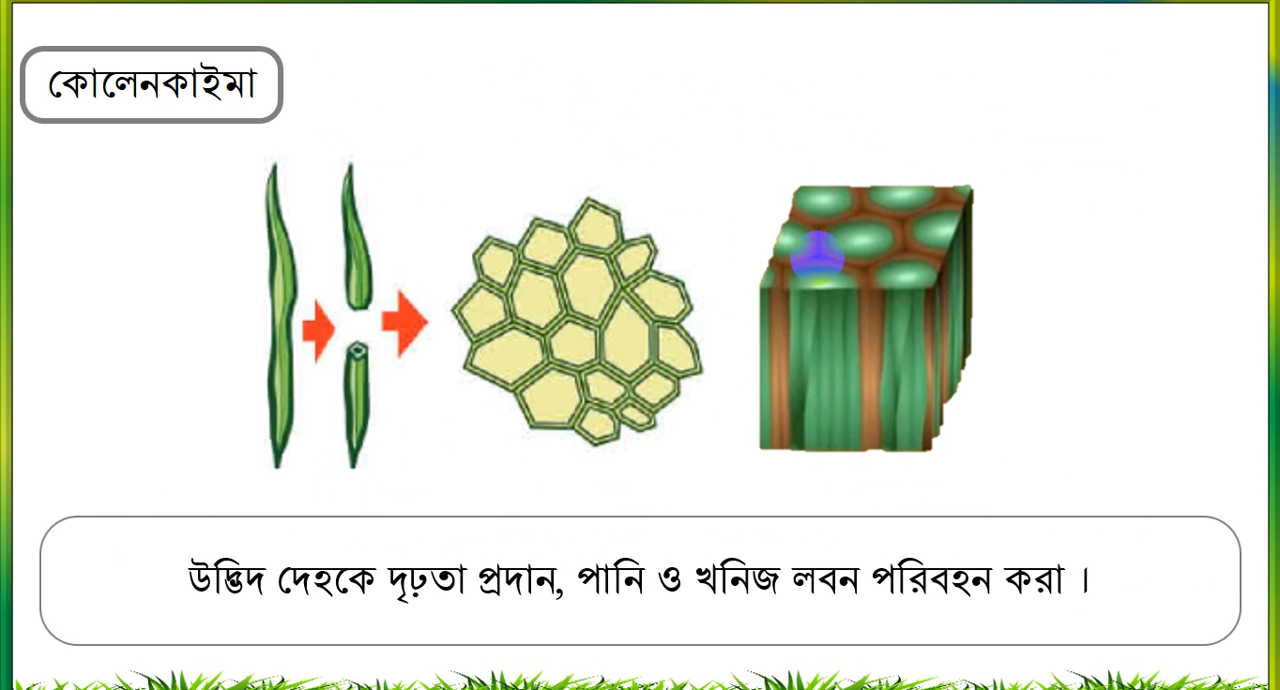 কোলেনকাইমা
উদ্ভিদ দেহকে দৃঢ়তা প্রদান, পানি ও খনিজ লবন পরিবহন করা ।